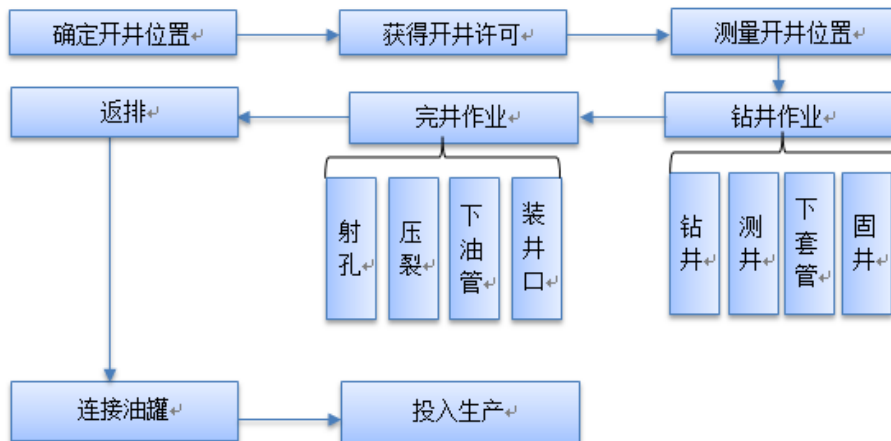 确定开井位置
获得开井许可
测量开井位置
钻井作业
钻井
测井
下套管
固井
完井作业
射孔
压裂
下油管
装井口
返排
连接油罐
投入生产